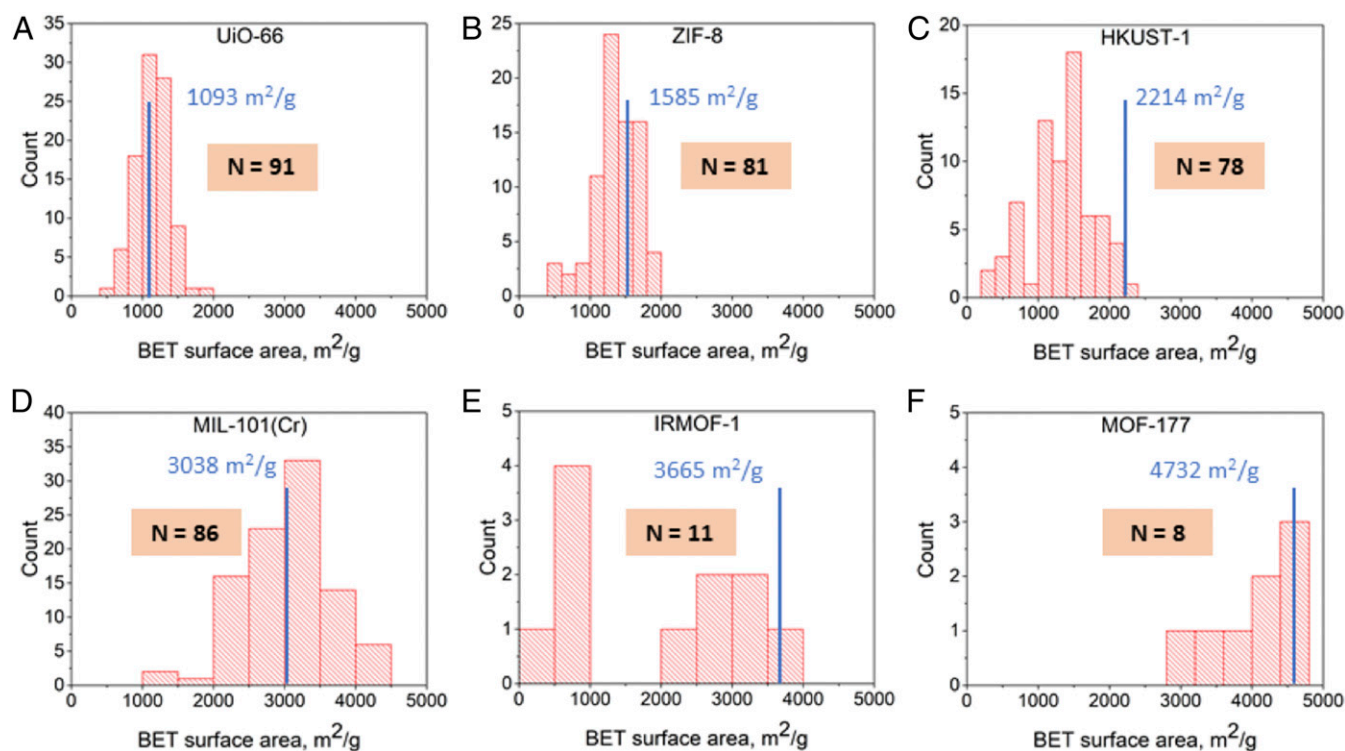 A
UiO-66
35
30
25
20
15
10
5
0
Count
1093 m²/g
N = 91
0 1000 2000 3000 4000 5000
BET surface area, m²/g
B
ZIF-8
25
20
15
10
5
0
Count
1585 m²/g
N = 81
0 1000 2000 3000 4000 5000
BET surface area, m²/g
C
HKUST-1
20
15
10
5
0
Count
2214 m²/g
N = 78
0 1000 2000 3000 4000 5000
BET surface area, m²/g
D
MIL-101(Cr)
40
35
30
25
20
15
10
5
0
Count
3038 m²/g
N = 86
0 1000 2000 3000 4000 5000
BET surface area, m²/g
E
IRMOF-1
5
4
3
2
1
0
Count
3665 m²/g
N = 11
0 1000 2000 3000 4000 5000
BET surface area, m²/g
F
MOF-177
5
4
3
2
1
0
Count
4732 m²/g
N = 8
0 1000 2000 3000 4000 5000
BET surface area, m²/g